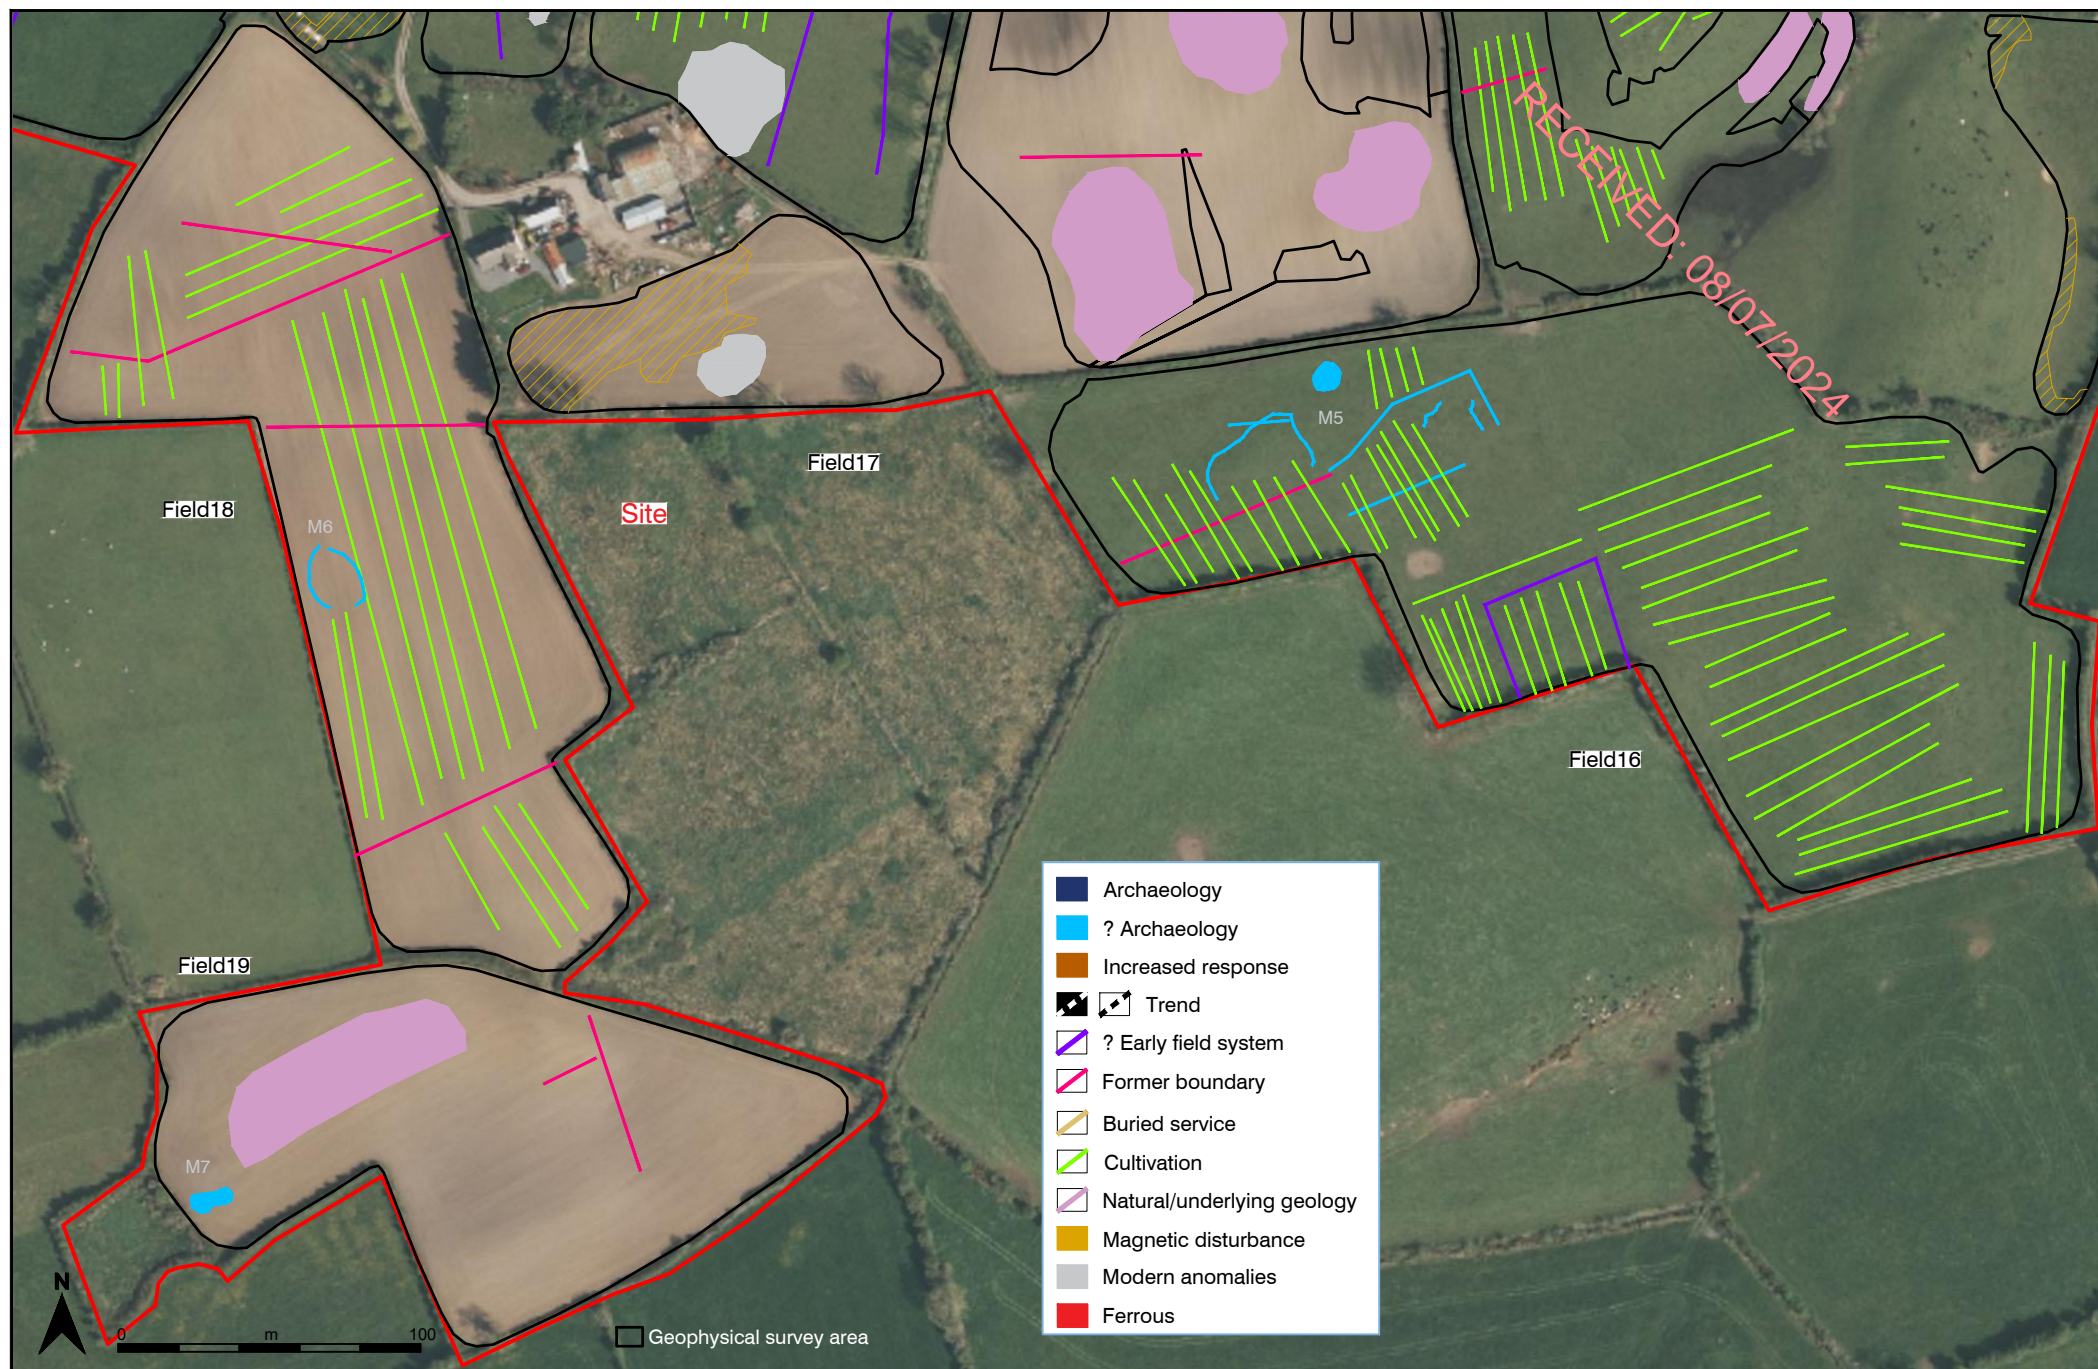 RECEIVED: 08/07/2024
M5
Field17
Field18
Site
M6
Field16
Field19
M7
Archaeology
? Archaeology
Increased response
Trend
? Early field system
Former boundary
Buried service
Cultivation
Natural/underlying geology
Magnetic disturbance
Modern anomalies
Ferrous
N
0 m 100
Geophysical survey area